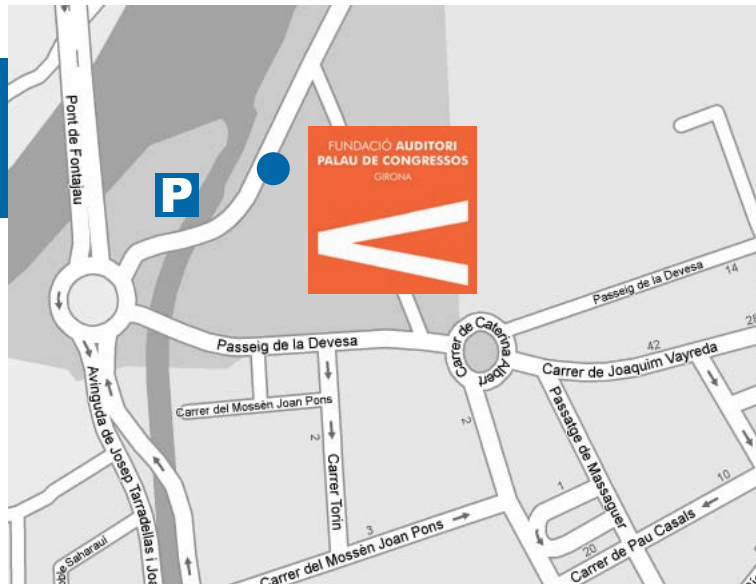 Pont de Fontajau
P
FUNDACIÓ AUDITORI
PALAU DE CONGRESSOS
GIRONA
14
Passeig de la Devesa
28
42
Passeig de la Devesa
Carrer de Caterina Albert
Carrer de Joaquim Vayreda
Carrer del Mossèn Joan Pons
2
2
Carrer Torin
Passatge de Massaguer
Avinguda de Josep Tarradellas i Joa
10
1
3
Carrer del Mossèn Joan Pons
20
Carrer de Pau Casals
Saharaui